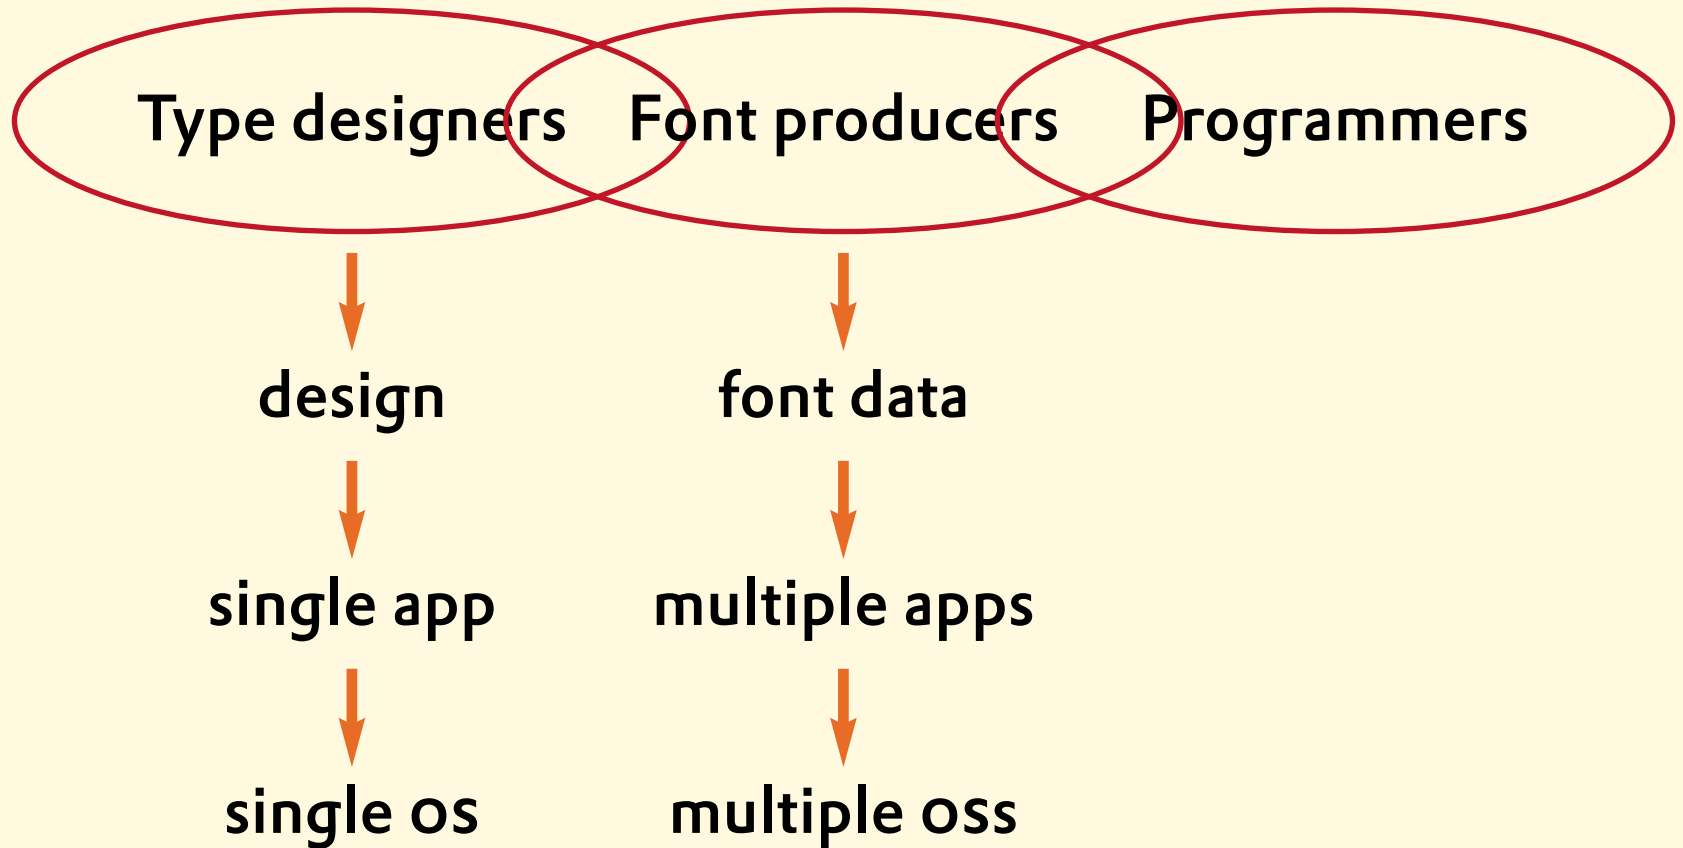 Type designers Font producers Programmers
design font data
single app multiple apps
single OS multiple OSs